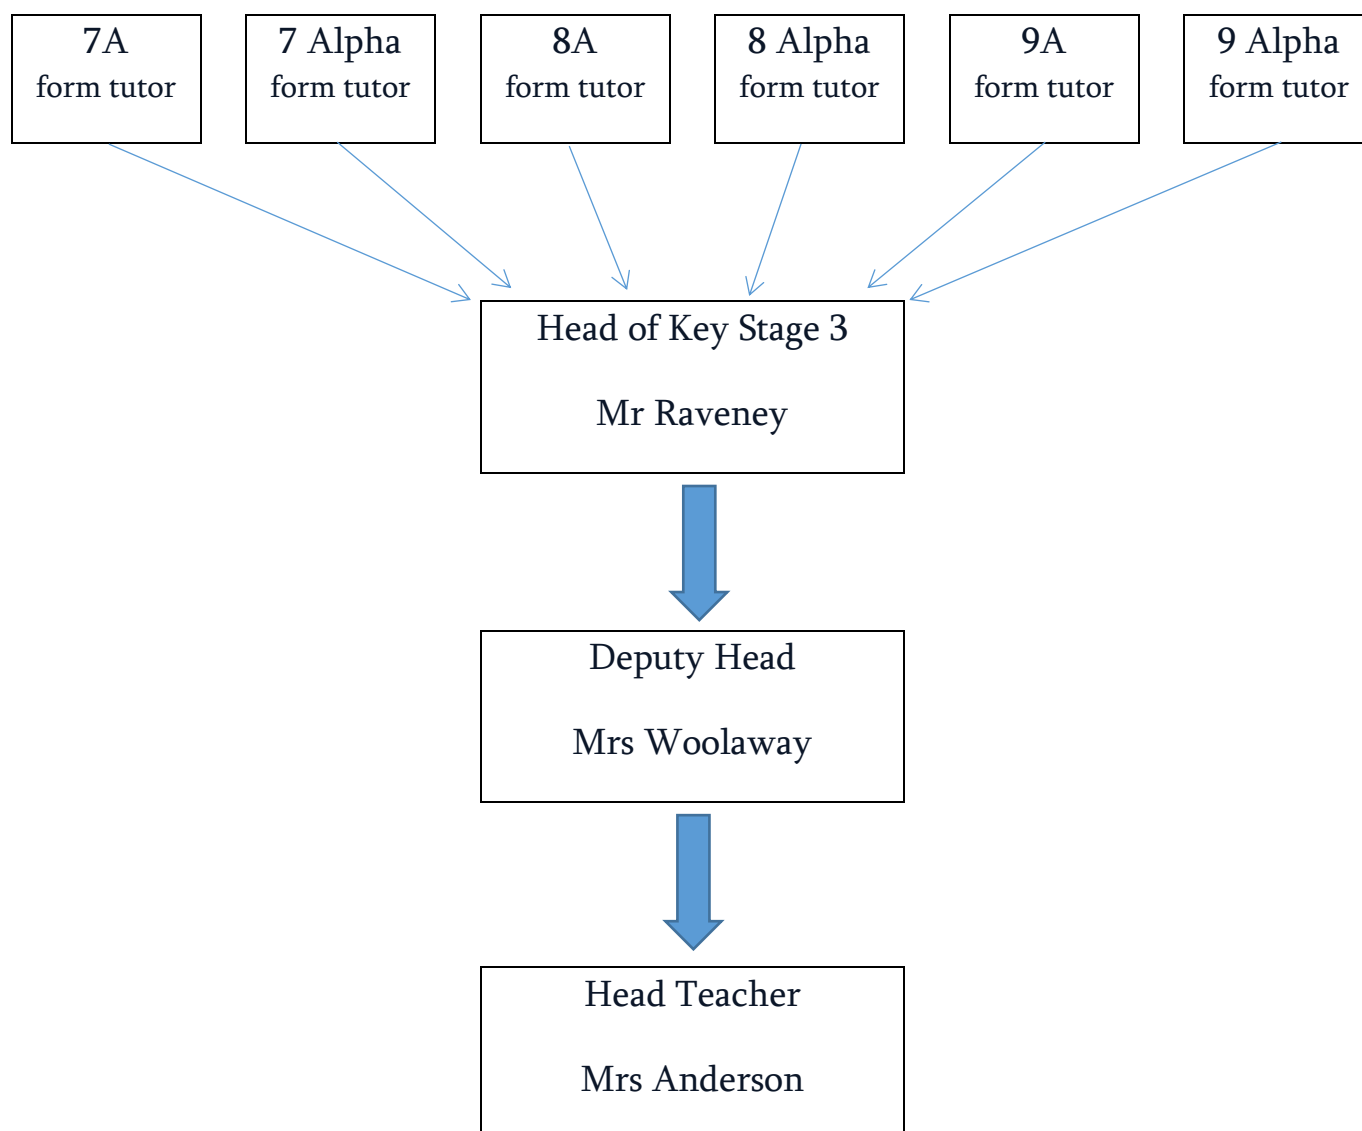 7A
form tutor
7 Alpha
form tutor
8A
form tutor
8 Alpha
form tutor
9A
form tutor
9 Alpha
form tutor
Head of Key Stage 3
Mr Raveney
Deputy Head
Mrs Woolaway
Head Teacher
Mrs Anderson